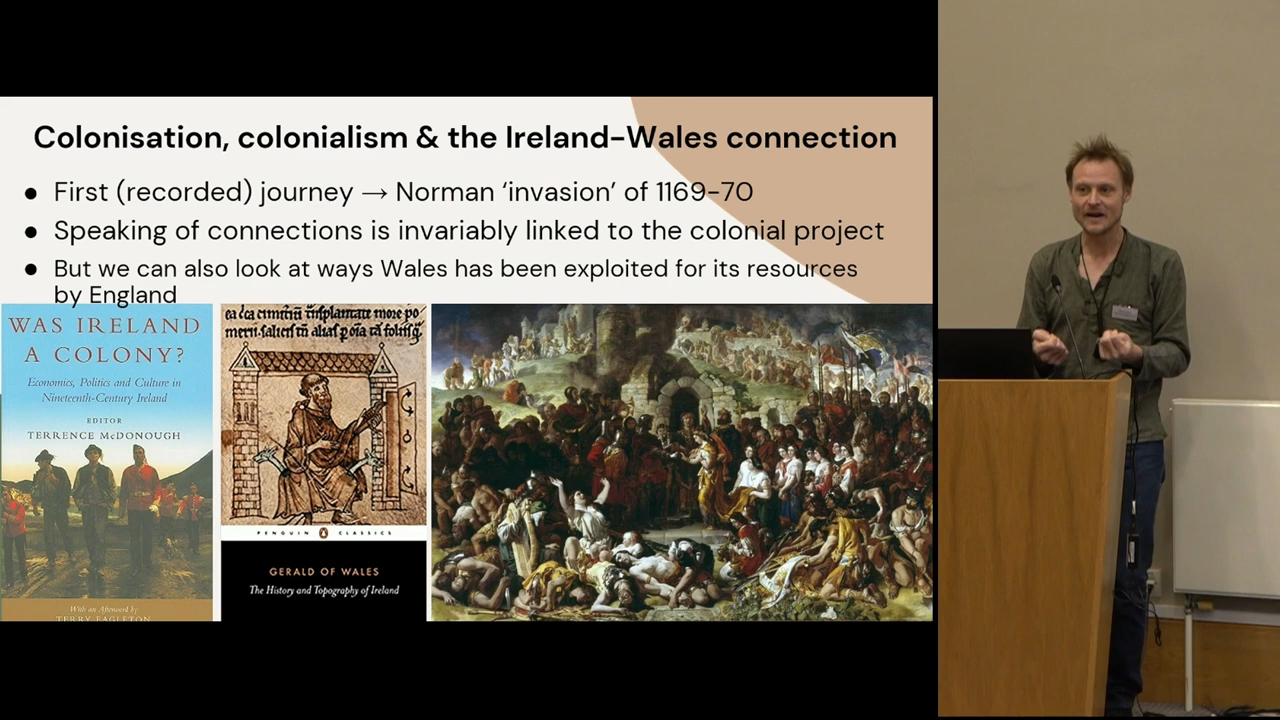 Colonisation, colonialism & the Ireland-Wales connection
● First (recorded) journey → Norman ‘invasion’ of 1169-70
● Speaking of connections is invariably linked to the colonial project
● But we can also look at ways Wales has been exploited for its resources
by England
WAS IRELAND
A COLONY?
Economics, Politics and Culture in
Nineteenth-Century Ireland
EDITOR
TERRENCE McDONOUGH
With an Afterword by
TERRY EAGLETON
PENGUIN CLASSICS
GERALD OF WALES
The History and Topography of Ireland